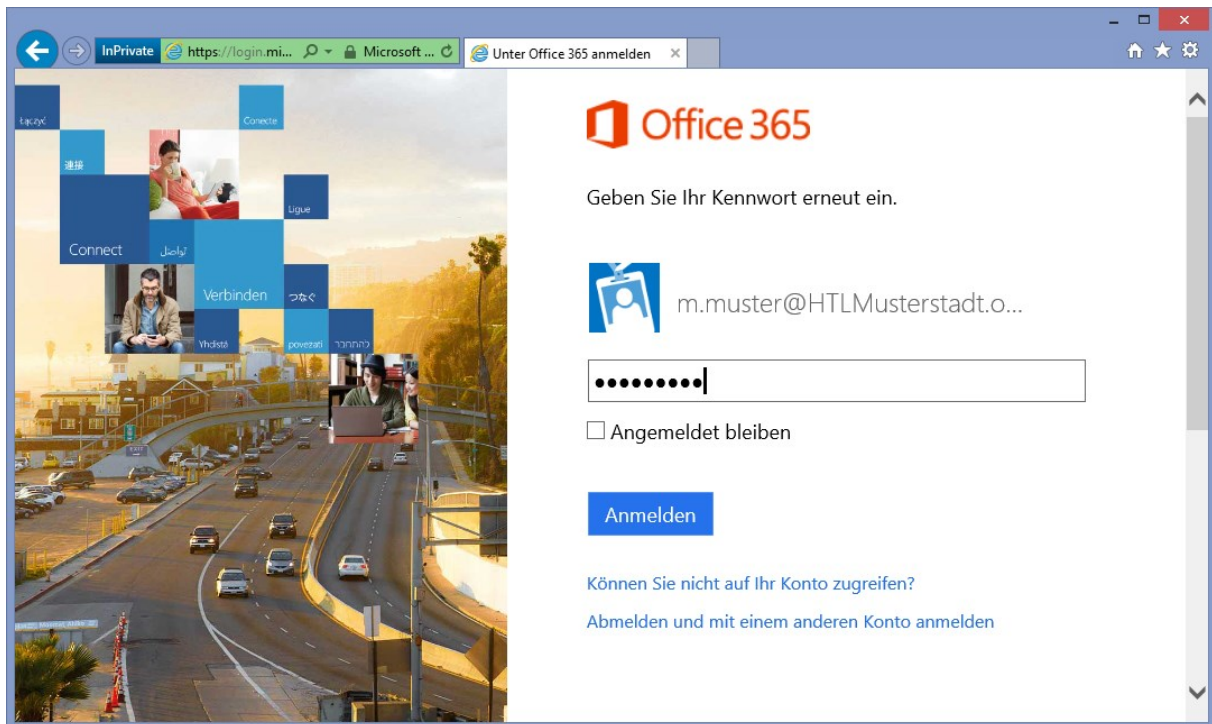 InPrivate
https://login.mi...
Microsoft ...
Unter Office 365 anmelden
Łączyć
Conecte
連接
Ligue
Connect
تواصل
Verbinden
つなぐ
Yhdistä
povezati
להתחבר
EXIT
Office 365
Geben Sie Ihr Kennwort erneut ein.
m.muster@HTLMusterstadt.o...
•••••••••
Angemeldet bleiben
Anmelden
Können Sie nicht auf Ihr Konto zugreifen?
Abmelden und mit einem anderen Konto anmelden